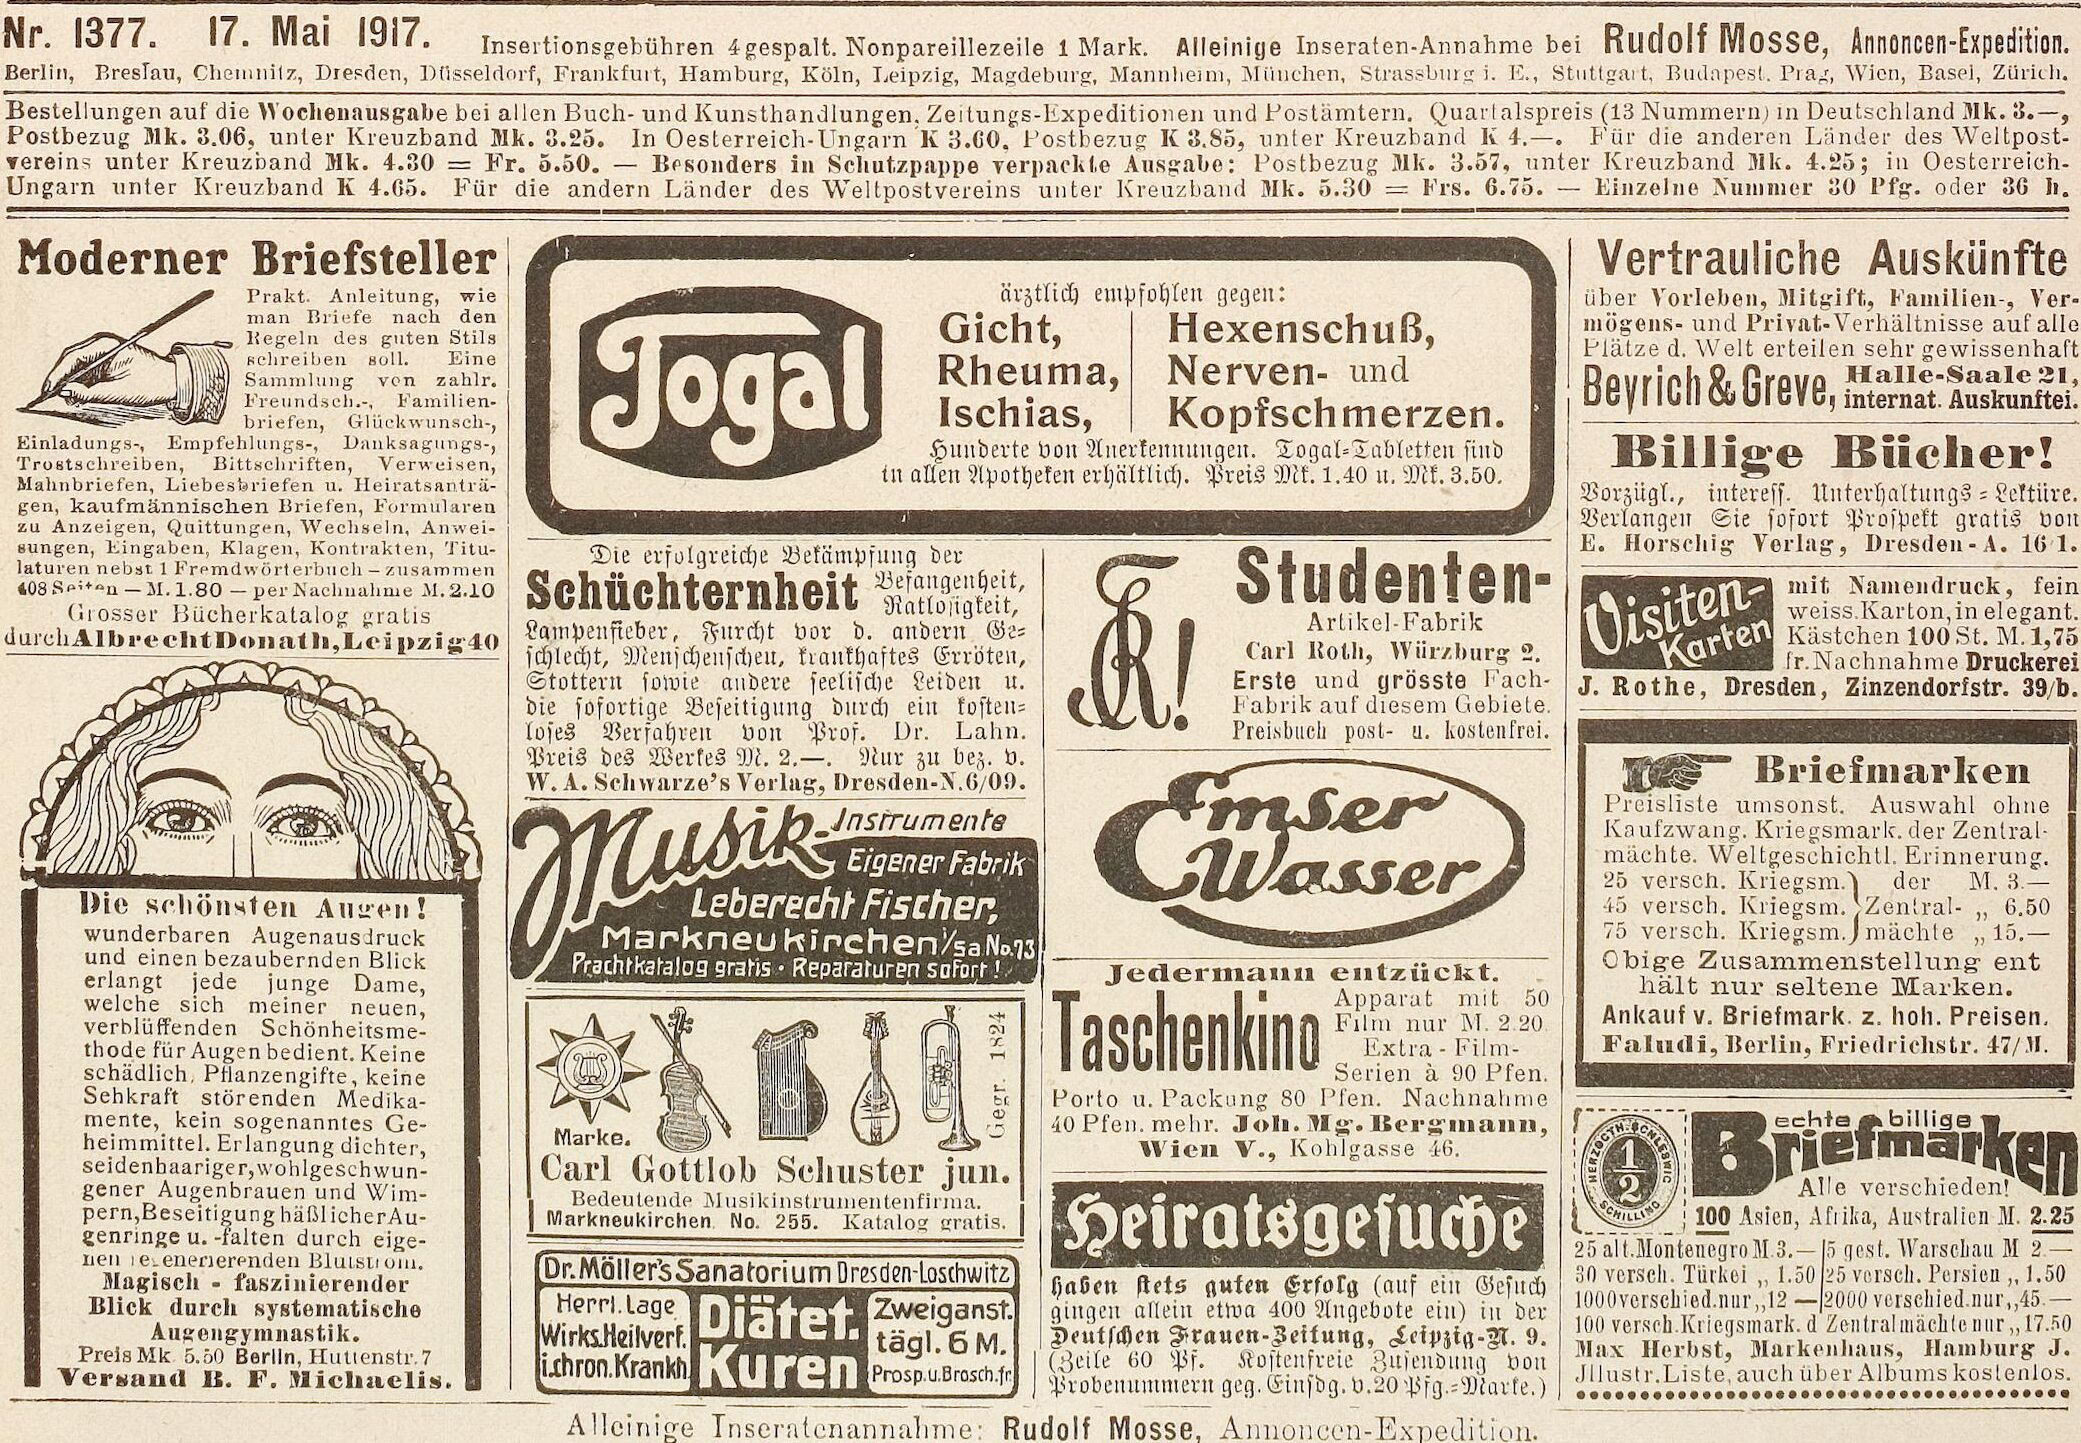 Nr. 1377. 17. Mai 1917. Insertionsgebühren 4gespalt. Nonpareillezeile 1 Mark. Alleinige Inseraten-Annahme bei Rudolf Mosse, Annoncen-Expedition.
Berlin, Breslau, Chemnitz, Dresden, Düsseldorf, Frankfurt, Hamburg, Köln, Leipzig, Magdeburg, Mannheim, München, Strassburg i. E., Stuttgart, Budapest, Prag, Wien, Basel, Zürich.
Bestellungen auf die Wochenausgabe bei allen Buch- und Kunsthandlungen, Zeitungs-Expeditionen und Postämtern. Quartalspreis (13 Nummern) in Deutschland Mk. 3.—,
Postbezug Mk. 3.06, unter Kreuzband Mk. 3.25. In Oesterreich-Ungarn K 3.60, Postbezug K 3.85, unter Kreuzband K 4.—. Für die anderen Länder des Weltpost-
vereins unter Kreuzband Mk. 4.30 = Fr. 5.50. — Besonders in Schutzpappe verpackte Ausgabe: Postbezug Mk. 3.57, unter Kreuzband Mk. 4.25; in Oesterreich-
Ungarn unter Kreuzband K 4.65. Für die andern Länder des Weltpostvereins unter Kreuzband Mk. 5.30 = Frs. 6.75. — Einzelne Nummer 30 Pfg. oder 36 h.
Moderner Briefsteller
Prakt. Anleitung, wie
man Briefe nach den
Regeln des guten Stils
schreiben soll. Eine
Sammlung von zahlr.
Freundsch.-, Familien-
briefen, Glückwunsch-,
Einladungs-, Empfehlungs-, Danksagungs-,
Trostschreiben, Bittschriften, Verweisen,
Mahnbriefen, Liebesbriefen u. Heiratsanträ-
gen, kaufmännischen Briefen, Formularen
zu Anzeigen, Quittungen, Wechseln, Anwei-
sungen, Eingaben, Klagen, Kontrakten, Titu-
laturen nebst 1 Fremdwörterbuch – zusammen
408 Seiten – M. 1.80 – per Nachnahme M. 2.10
Grosser Bücherkatalog gratis
durch Albrecht Donath, Leipzig 40
Die schönsten Augen!
wunderbaren Augenausdruck
und einen bezaubernden Blick
erlangt jede junge Dame,
welche sich meiner neuen,
verblüffenden Schönheitsme-
thode für Augen bedient. Keine
schädlich. Pflanzengifte, keine
Sehkraft störenden Medika-
mente, kein sogenanntes Ge-
heimmittel. Erlangung dichter,
seidenhaariger, wohlgeschwun-
gener Augenbrauen und Wim-
pern, Beseitigung häßlicher Au-
genringe u. -falten durch eige-
nen regenerierenden Blutstrom.
Magisch - faszinierender
Blick durch systematische
Augengymnastik.
Preis Mk 5.50 Berlin, Huttenstr. 7
Versand B. F. Michaelis.
Togal
ärztlich empfohlen gegen:
Gicht, Hexenschuß,
Rheuma, Nerven- und
Ischias, Kopfschmerzen.
Hunderte von Anerkennungen. Togal-Tabletten sind
in allen Apotheken erhältlich. Preis Mk. 1.40 u. Mk. 3.50.
Die erfolgreiche Bekämpfung der
Schüchternheit Befangenheit,
Ratlosigkeit,
Lampenfieber, Furcht vor d. andern Ge-
schlecht, Menschenscheu, krankhaftes Erröten,
Stottern sowie andere seelische Leiden u.
die sofortige Beseitigung durch ein kosten-
loses Verfahren von Prof. Dr. Lahn.
Preis des Werkes M. 2.—. Nur zu bez. v.
W. A. Schwarze's Verlag, Dresden-N. 6/09.
Musik-Instrumente
Eigener Fabrik
Leberecht Fischer,
Markneukirchen i/Sa No. 73
Prachtkatalog gratis · Reparaturen sofort!
Gegr. 1824
Marke.
Carl Gottlob Schuster jun.
Bedeutende Musikinstrumentenfirma.
Markneukirchen No. 255. Katalog gratis.
Dr. Möller's Sanatorium Dresden-Loschwitz
Herrl. Lage
Wirks. Heilverf.
i. chron. Krankh.
Diätet.
Kuren
Zweiganst.
tägl. 6 M.
Prosp. u. Brosch. fr.
Studenten-
Artikel-Fabrik
Carl Roth, Würzburg 2.
Erste und grösste Fach-
Fabrik auf diesem Gebiete.
Preisbuch post- u. kostenfrei.
Emser
Wasser
Jedermann entzückt.
Taschenkino
Apparat mit 50
Film nur M. 2.20
Extra-Film-
Serien à 90 Pfen.
Porto u. Packung 80 Pfen. Nachnahme
40 Pfen. mehr. Joh. Mg. Bergmann,
Wien V., Kohlgasse 46.
Heiratsgesuche
haben stets guten Erfolg (auf ein Gesuch
gingen allein etwa 400 Angebote ein) in der
Deutschen Frauen-Zeitung, Leipzig-R. 9.
(Zeile 60 Pf. Kostenfreie Zusendung von
Probenummern geg. Einsdg. v. 20 Pfg.-Marke.)
Vertrauliche Auskünfte
über Vorleben, Mitgift, Familien-, Ver-
mögens- und Privat-Verhältnisse auf alle
Plätze d. Welt erteilen sehr gewissenhaft
Beyrich & Greve, Halle-Saale 21,
internat. Auskunftei.
Billige Bücher!
Vorzügl., interess. Unterhaltungs-Lektüre.
Verlangen Sie sofort Prospekt gratis von
E. Horschig Verlag, Dresden-A. 16 1.
Visiten-
Karten
mit Namendruck, fein
weiss. Karton, in elegant.
Kästchen 100 St. M. 1,75
fr. Nachnahme Druckerei
J. Rothe, Dresden, Zinzendorfstr. 39/b.
Briefmarken
Preisliste umsonst. Auswahl ohne
Kaufzwang. Kriegsmark. der Zentral-
mächte. Weltgeschichtl. Erinnerung.
25 versch. Kriegsm. der M. 3.—
45 versch. Kriegsm. Zentral- „ 6.50
75 versch. Kriegsm. mächte „ 15.—
Obige Zusammenstellung ent
hält nur seltene Marken.
Ankauf v. Briefmark. z. hoh. Preisen.
Faludi, Berlin, Friedrichstr. 47/M.
HERZOGTH. SCHLESWIG
1/2
SCHILLING
echte billige
Briefmarken
Alle verschieden!
100 Asien, Afrika, Australien M. 2.25
25 alt. Montenegro M. 3.— 5 gest. Warschau M 2.—
30 versch. Türkei „ 1.50 25 versch. Persien „ 1.50
1000 verschied. nur „ 12 — 2000 verschied. nur „ 45.—
100 versch. Kriegsmark. d Zentralmächte nur „ 17.50
Max Herbst, Markenhaus, Hamburg J.
Jllustr. Liste, auch über Albums kostenlos.
Alleinige Inseratenannahme: Rudolf Mosse, Annoncen-Expedition.